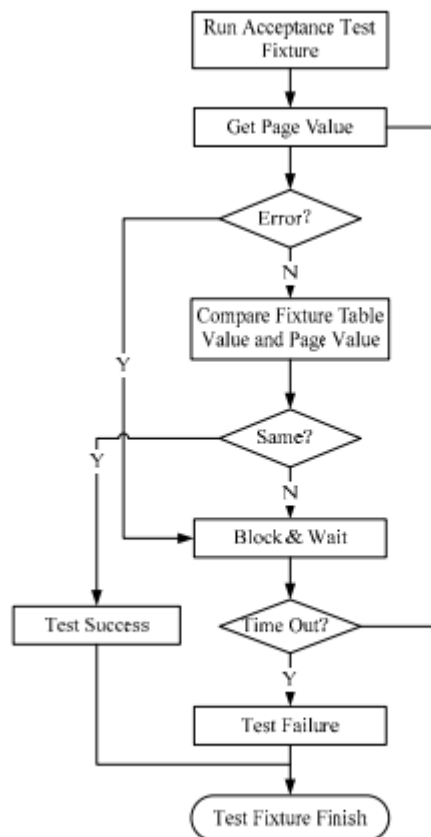 Run Acceptance Test
Fixture
Get Page Value
Error?
N
Compare Fixture Table
Value and Page Value
Y
Same?
Y
N
Block & Wait
Test Success
Time Out?
Y
Test Failure
Test Fixture Finish